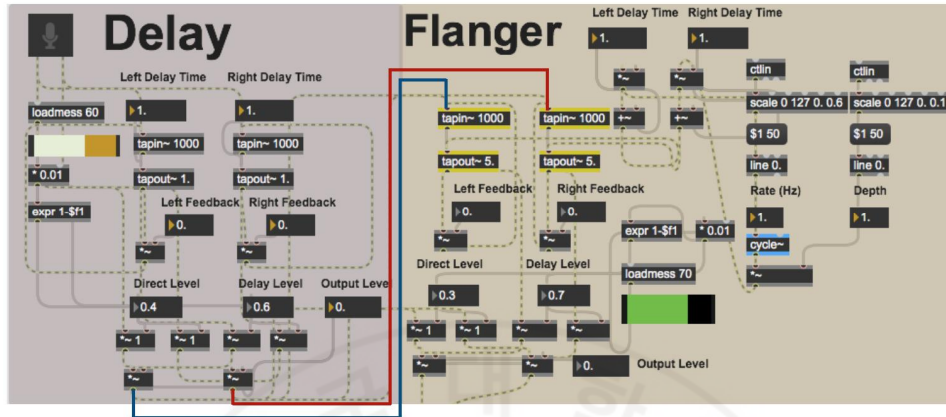 Delay
Flanger
Left Delay Time
Right Delay Time
1.
1.
Left Delay Time
Right Delay Time
loadmess 60
1.
1.
* 0.01
tapin~ 1000
tapin~ 1000
expr 1-$f1
tapout~ 1.
tapout~ 1.
Left Feedback
Right Feedback
0.
0.
*~
*~
Direct Level
Delay Level
Output Level
0.4
0.6
0.
*~ 1
*~ 1
*~
*~
*~
*~
*~
*~
tapin~ 1000
tapin~ 1000
+~
+~
tapout~ 5.
tapout~ 5.
Left Feedback
Right Feedback
0.
0.
*~
*~
expr 1-$f1
* 0.01
Direct Level
Delay Level
loadmess 70
0.3
0.7
*~ 1
*~ 1
*~
*~
*~
*~
0.
Output Level
ctlin
ctlin
scale 0 127 0. 0.6
scale 0 127 0. 0.1
$1 50
$1 50
line 0.
line 0.
Rate (Hz)
Depth
1.
1.
cycle~
*~